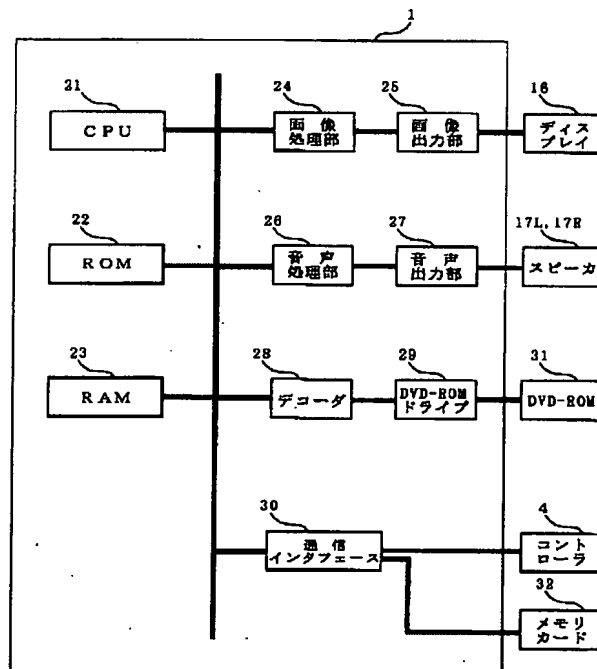 1
21
CPU
24
画像
処理部
25
画像
出力部
16
ディス
プレイ
22
ROM
26
音声
処理部
27
音声
出力部
17L, 17R
スピーカ
23
RAM
28
デコーダ
29
DVD-ROM
ドライブ
31
DVD-ROM
30
通信
インタフェース
4
コント
ローラ
32
メモリ
カード